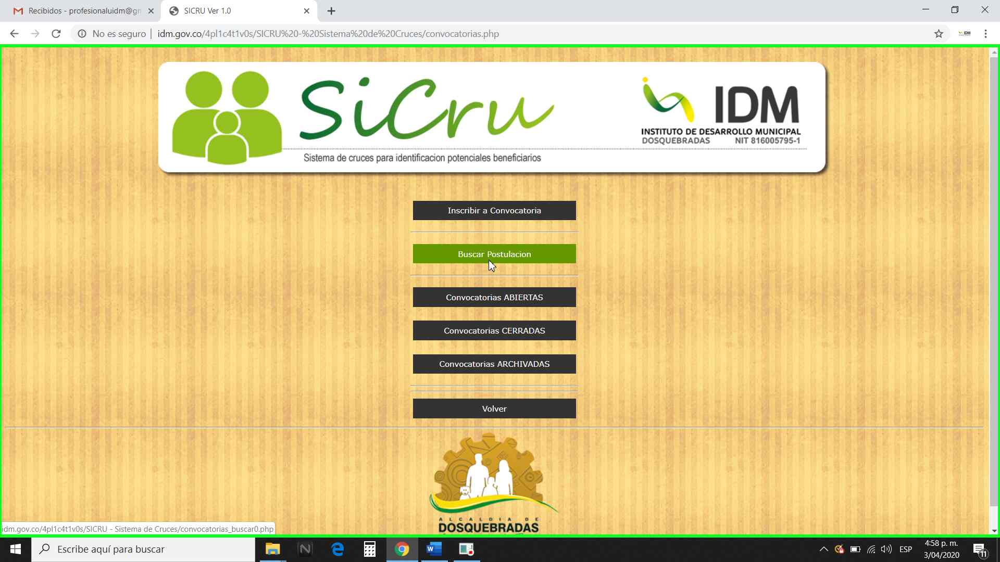 Recibidos - profesionaluidm@gm
SICRU Ver 1.0
No es seguro | idm.gov.co/4pl1c4t1v0s/SICRU%20-%20Sistema%20de%20Cruces/convocatorias.php
IDM
SiCru
IDM
INSTITUTO DE DESARROLLO MUNICIPAL
DOSQUEBRADAS NIT 816005795-1
Sistema de cruces para identificacion potenciales beneficiarios
Inscribir a Convocatoria
Buscar Postulacion
Convocatorias ABIERTAS
Convocatorias CERRADAS
Convocatorias ARCHIVADAS
Volver
ALCALDIA DE
DOSQUEBRADAS
idm.gov.co/4pl1c4t1v0s/SICRU - Sistema de Cruces/convocatorias_buscar0.php
Escribe aquí para buscar
ESP
4:58 p. m.
3/04/2020
11